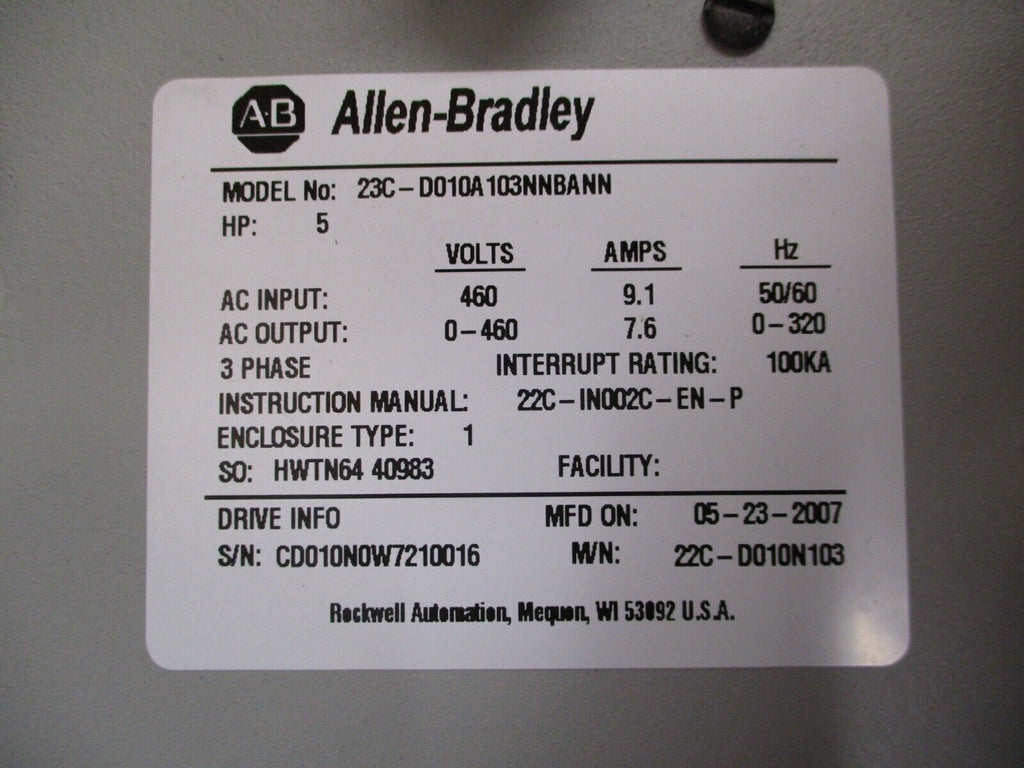 AB Allen-Bradley
MODEL No: 23C-D010A103NNBANN
HP: 5
VOLTS AMPS Hz
AC INPUT: 460 9.1 50/60
AC OUTPUT: 0-460 7.6 0-320
3 PHASE INTERRUPT RATING: 100KA
INSTRUCTION MANUAL: 22C-IN002C-EN-P
ENCLOSURE TYPE: 1
SO: HWTN64 40983 FACILITY:
DRIVE INFO MFD ON: 05-23-2007
S/N: CD010N0W7210016 M/N: 22C-D010N103
Rockwell Automation, Mequon, WI 53092 U.S.A.